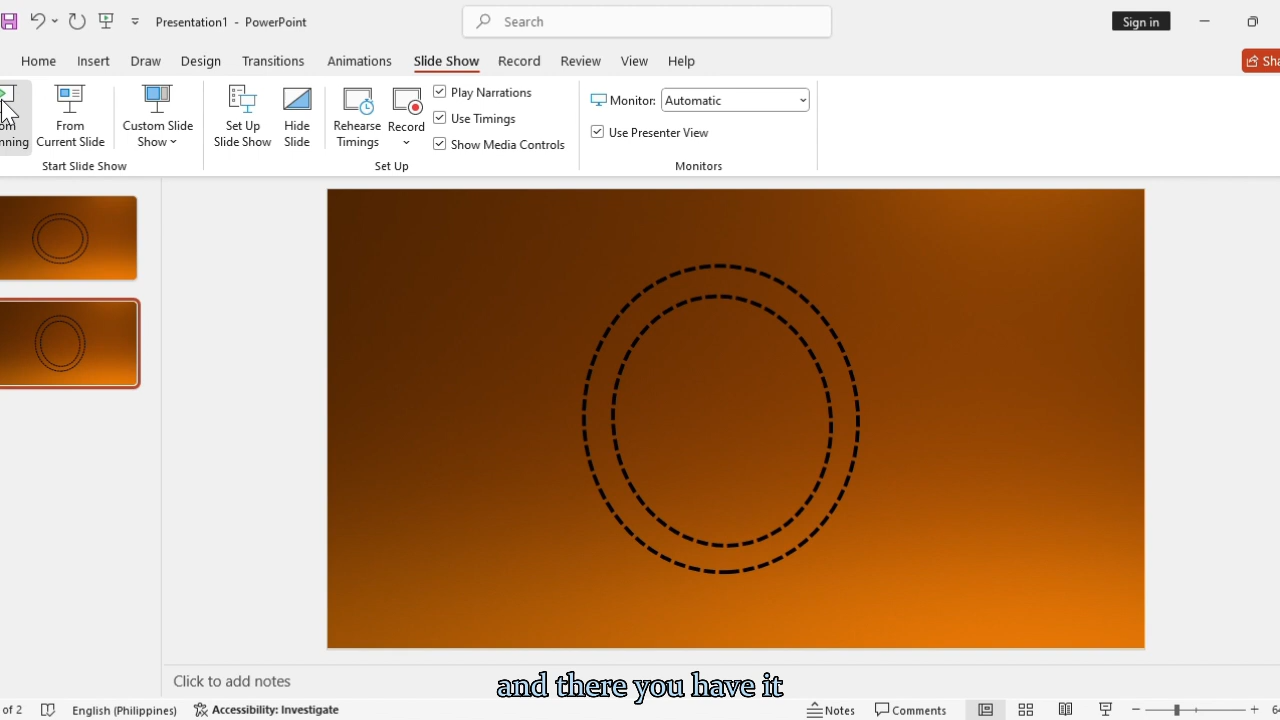 Presentation1 - PowerPoint
Search
Sign in
Home Insert Draw Design Transitions Animations Slide Show Record Review View Help
From
Current Slide
Custom Slide
Show
Set Up
Slide Show
Hide
Slide
Rehearse
Timings
Record
Play Narrations
Use Timings
Show Media Controls
Monitor: Automatic
Use Presenter View
Start Slide Show
Set Up
Monitors
Click to add notes
and there you have it
of 2 English (Philippines) Accessibility: Investigate Notes Comments